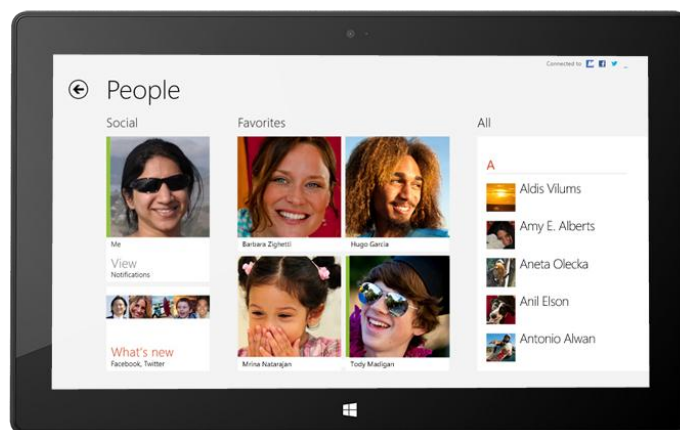 Connected to
People
Social
Favorites
All
Me
View
Notifications
What's new
Facebook, Twitter
Barbara Zighetti
Hugo Garcia
Mrina Natarajan
Tody Madigan
A
Aldis Vilums
Amy E. Alberts
Aneta Olecka
Anil Elson
Antonio Alwan